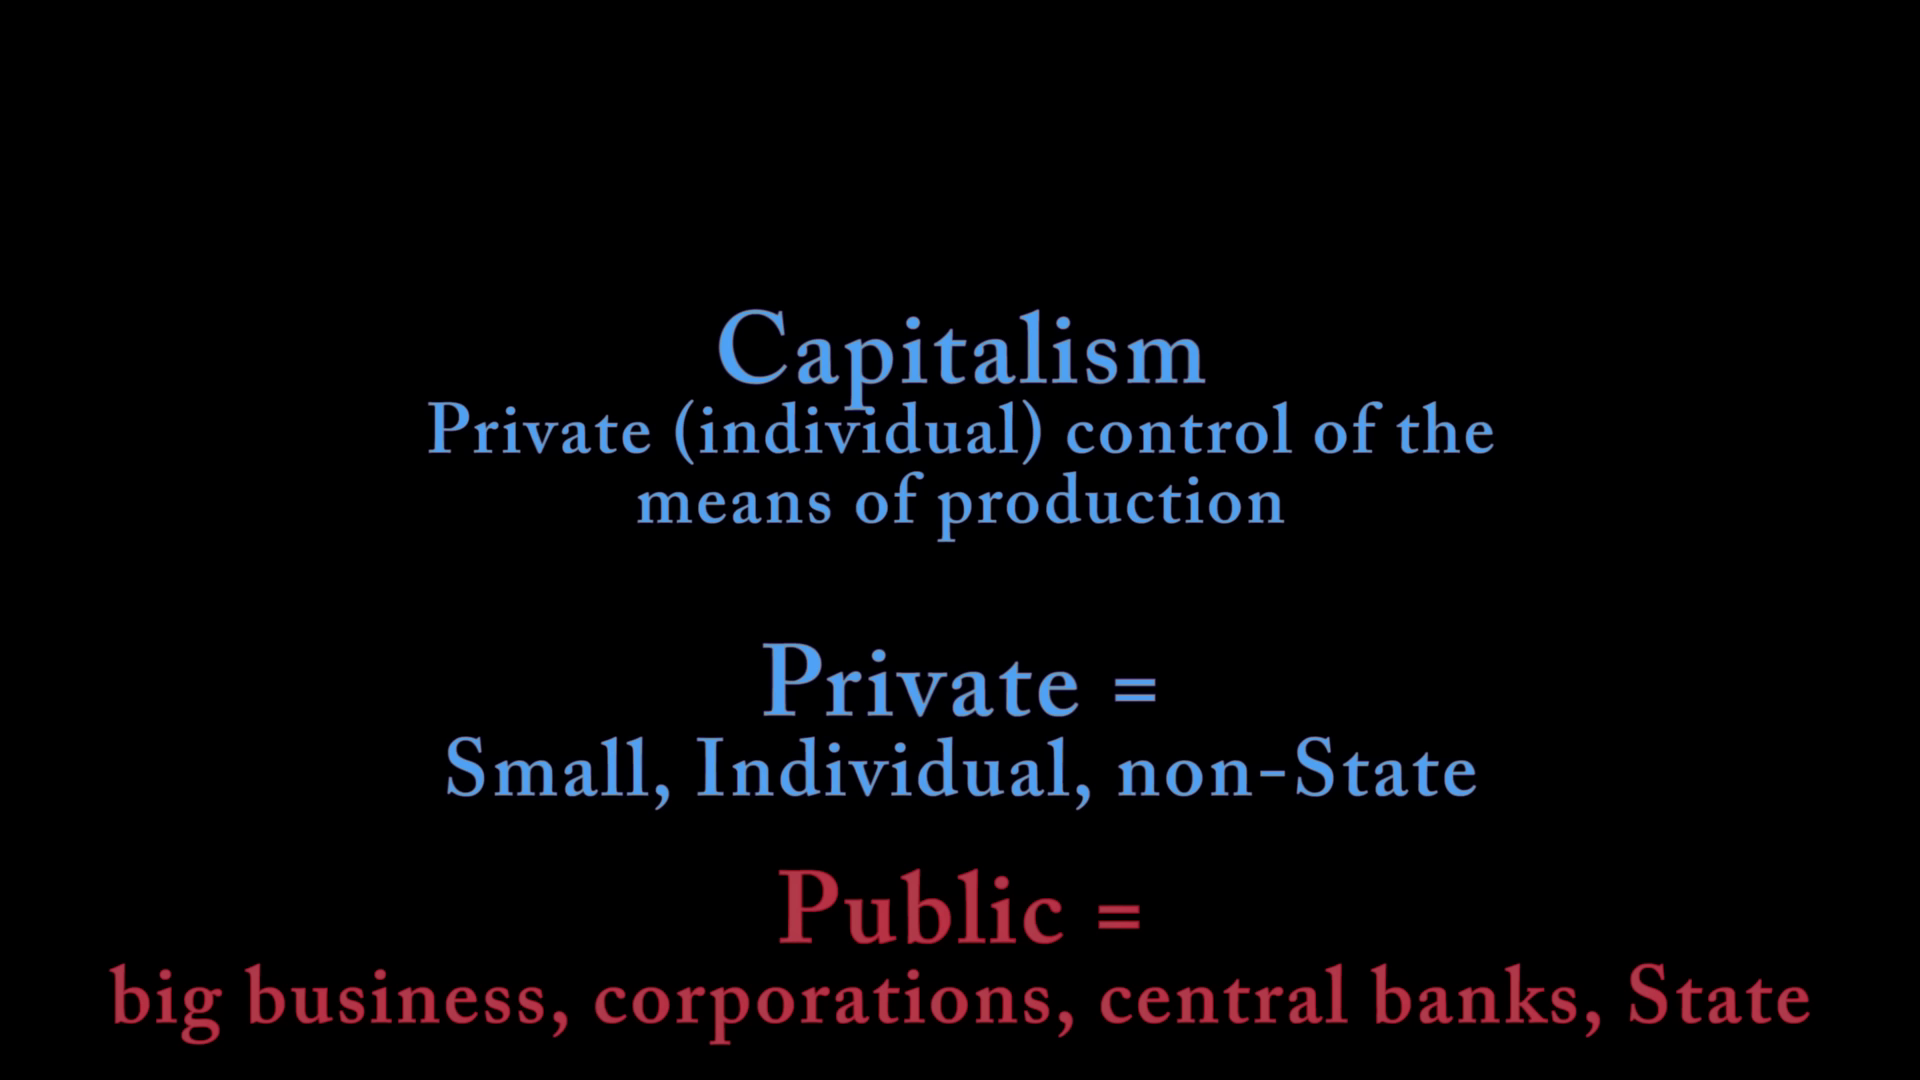 Capitalism
Private (individual) control of the
means of production
Private =
Small, Individual, non-State
Public =
big business, corporations, central banks, State